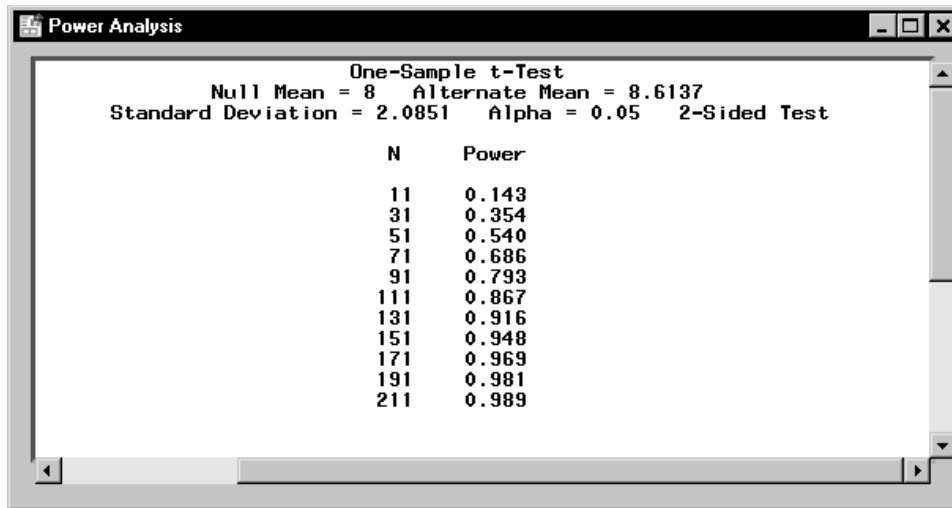 Power Analysis
One-Sample t-Test
Null Mean = 8 Alternate Mean = 8.6137
Standard Deviation = 2.0851 Alpha = 0.05 2-Sided Test
N Power
11 0.143
31 0.354
51 0.540
71 0.686
91 0.793
111 0.867
131 0.916
151 0.948
171 0.969
191 0.981
211 0.989